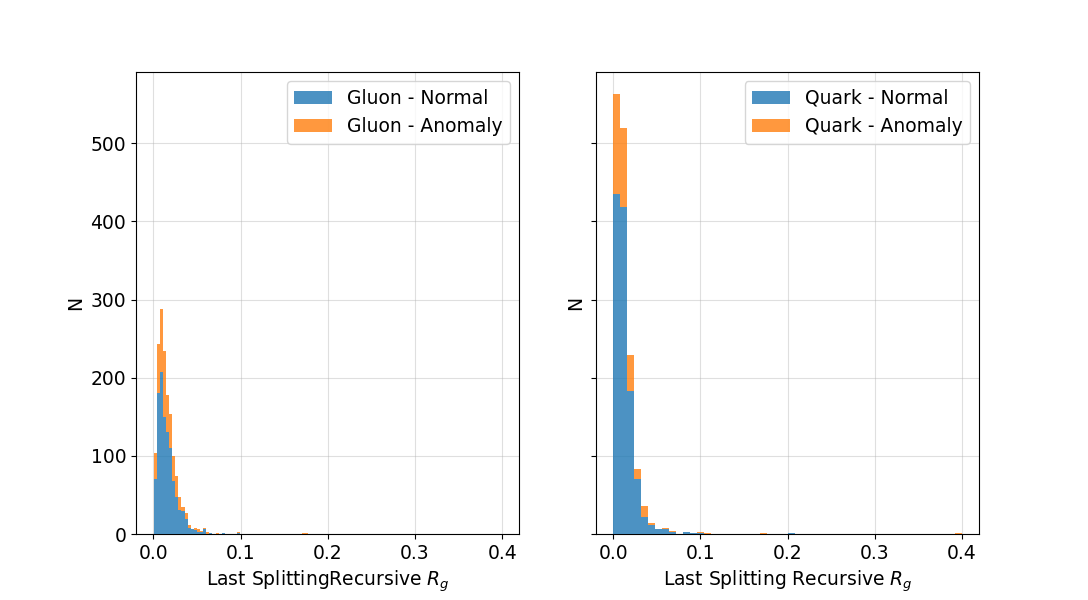 Gluon - Normal
Gluon - Anomaly
500
400
300
200
100
0
N
0.0 0.1 0.2 0.3 0.4
Last SplittingRecursive $R_g$
Quark - Normal
Quark - Anomaly
N
0.0 0.1 0.2 0.3 0.4
Last Splitting Recursive $R_g$